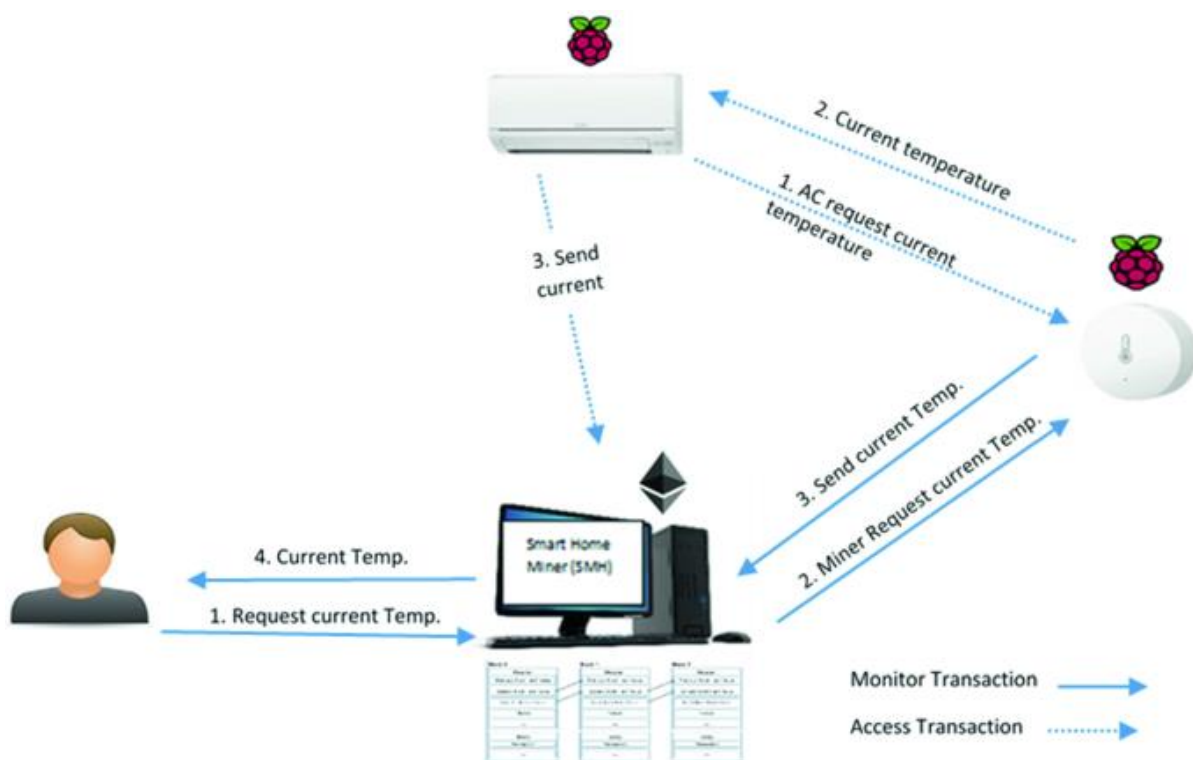 2. Current temperature
1. AC request current
temperature
3. Send
current
3. Send current Temp.
2. Miner Request current Temp.
Smart Home
Miner (SMH)
4. Current Temp.
1. Request current Temp.
Monitor Transaction
Access Transaction